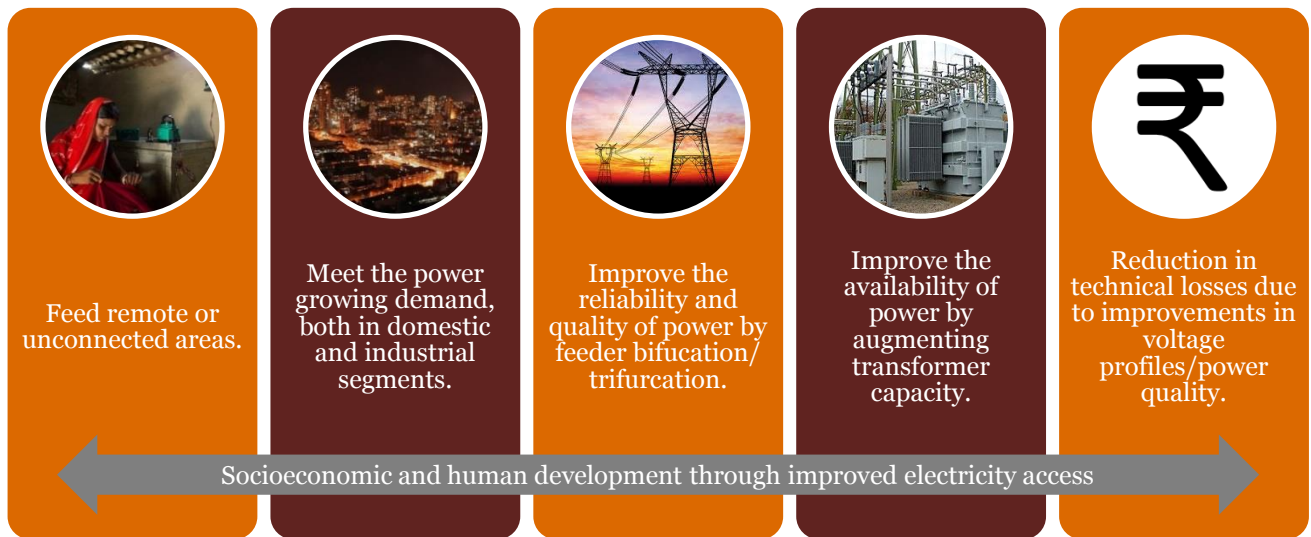 Feed remote or
unconnected areas.
Meet the power
growing demand,
both in domestic
and industrial
segments.
Improve the
reliability and
quality of power by
feeder bifucation/
trifurcation.
Improve the
availability of
power by
augmenting
transformer
capacity.
₹
Reduction in
technical losses due
to improvements in
voltage
profiles/power
quality.
Socioeconomic and human development through improved electricity access